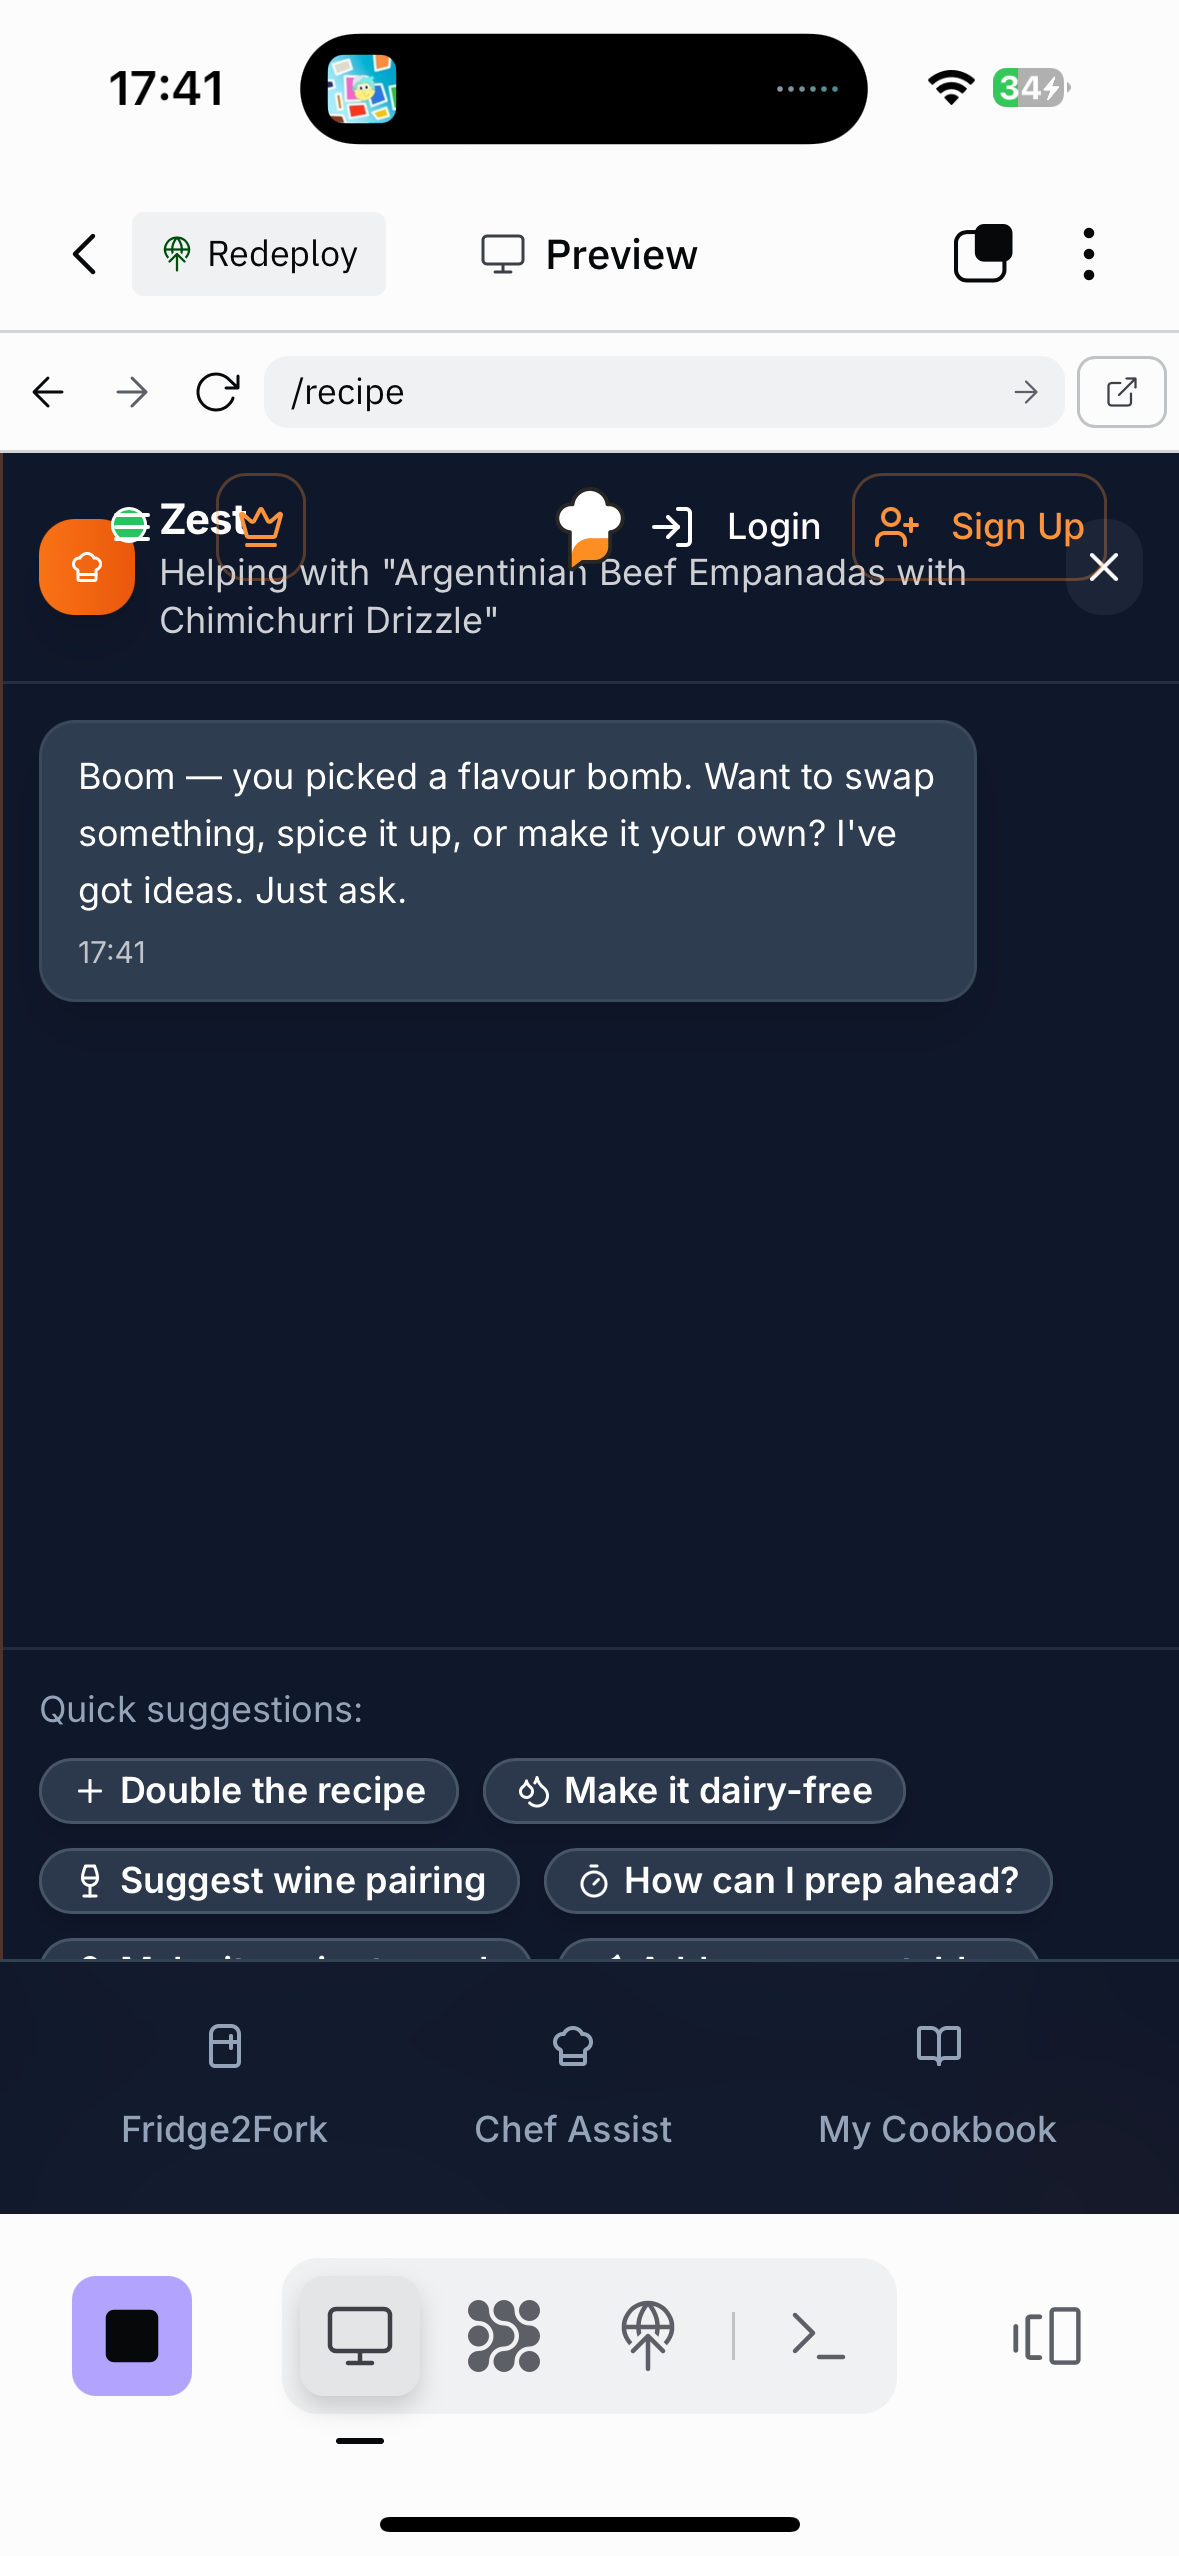 17:41
34
Redeploy
Preview
/recipe
Zest
Login
Sign Up
Helping with "Argentinian Beef Empanadas with
Chimichurri Drizzle"
Boom — you picked a flavour bomb. Want to swap
something, spice it up, or make it your own? I've
got ideas. Just ask.
17:41
Quick suggestions:
Double the recipe
Make it dairy-free
Suggest wine pairing
How can I prep ahead?
Fridge2Fork
Chef Assist
My Cookbook